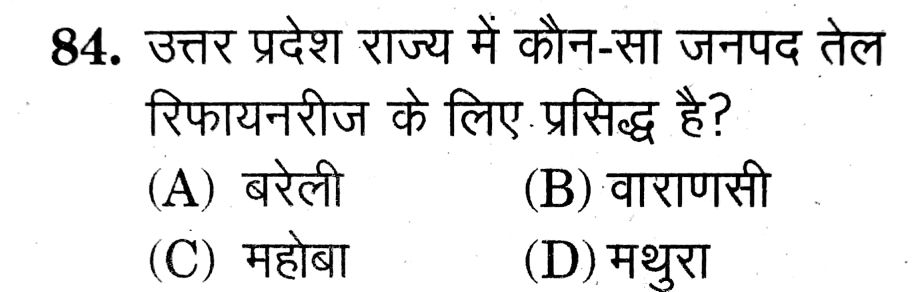 84. उत्तर प्रदेश राज्य में कौन-सा जनपद तेल
रिफायनरीज के लिए प्रसिद्ध है?
(A) बरेली (B) वाराणसी
(C) महोबा (D) मथुरा